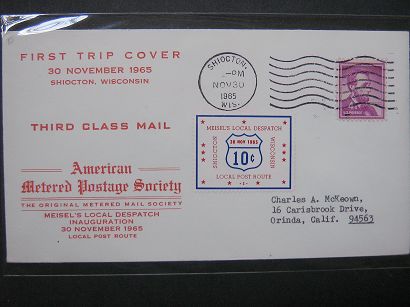 FIRST TRIP COVER
30 NOVEMBER 1965
SHIOCTON, WISCONSIN
THIRD CLASS MAIL
American
Metered Postage Society
THE ORIGINAL METERED MAIL SOCIETY
MEISEL'S LOCAL DESPATCH
INAUGURATION
30 NOVEMBER 1965
LOCAL POST ROUTE
SHIOCTON,
-PM
NOV 30
1965
WIS.
MEISEL'S LOCAL DESPATCH
SHIOCTON
30 NOV 1965
10¢
WISCONSIN
LOCAL POST ROUTE
-1-
Charles A. McKeown,
16 Carisbrook Drive,
Orinda, Calif. 94563